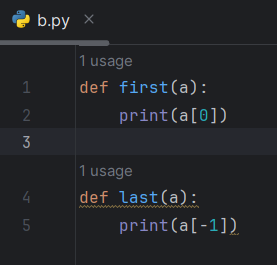 b.py
1 usage
1 def first(a):
2     print(a[0])
3
1 usage
4 def last(a):
5     print(a[-1])